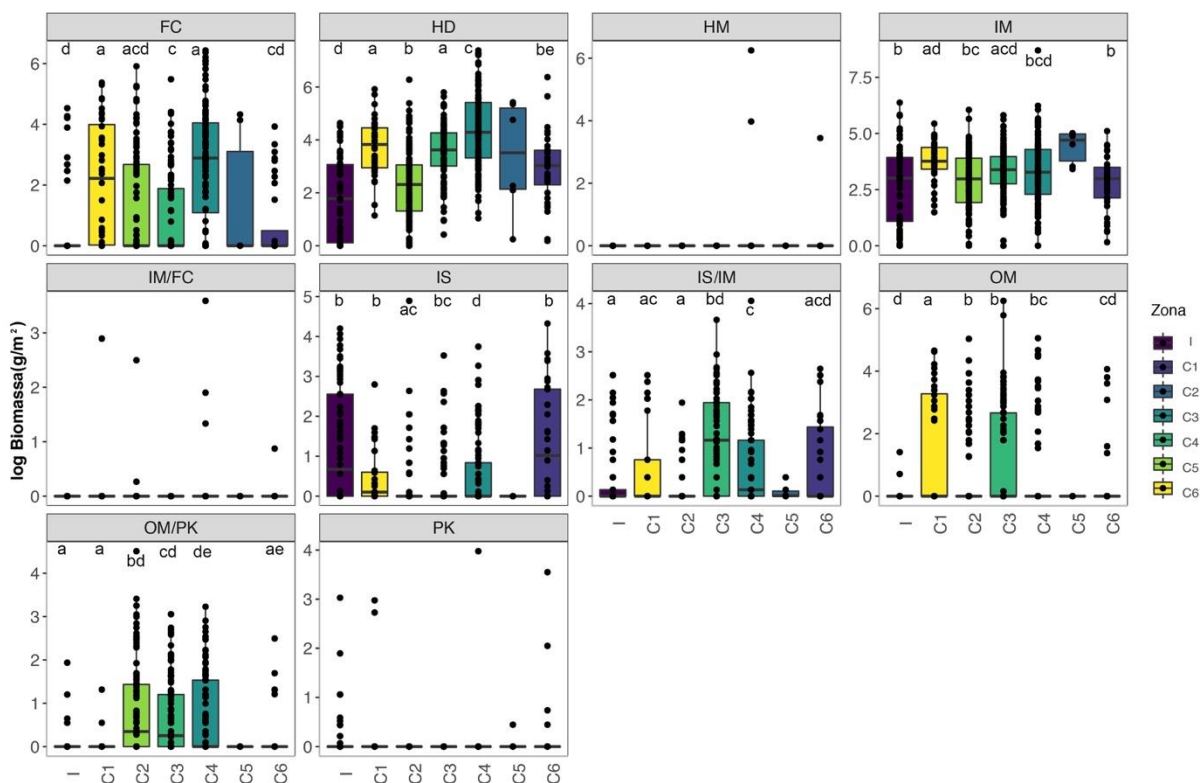 FC HD HM IM
d a acd c a cd
d a b a c be
b ad bc acd bcd b
6 4 2 0
6 4 2 0
6 4 2 0
7.5 5.0 2.5 0.0
IM/FC IS IS/IM OM
b b ac bc d b
a ac a bd c acd
d a b b bc cd
3 2 1 0
5 4 3 2 1 0
4 3 2 1 0
6 4 2 0
log Biomassa(g/m²)
I C1 C2 C3 C4 C5 C6
I C1 C2 C3 C4 C5 C6
OM/PK PK
a a bd cd de ae
4 3 2 1 0
4 3 2 1 0
I C1 C2 C3 C4 C5 C6
I C1 C2 C3 C4 C5 C6
Zona
I
C1
C2
C3
C4
C5
C6